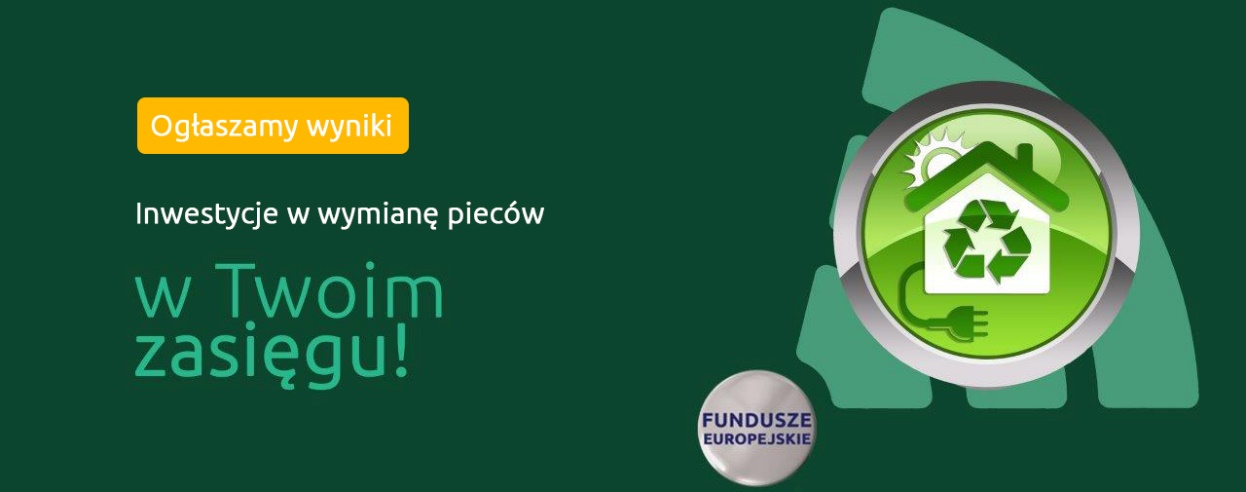 Ogłaszamy wyniki
Inwestycje w wymianę pieców
w Twoim
zasięgu!
FUNDUSZE
EUROPEJSKIE